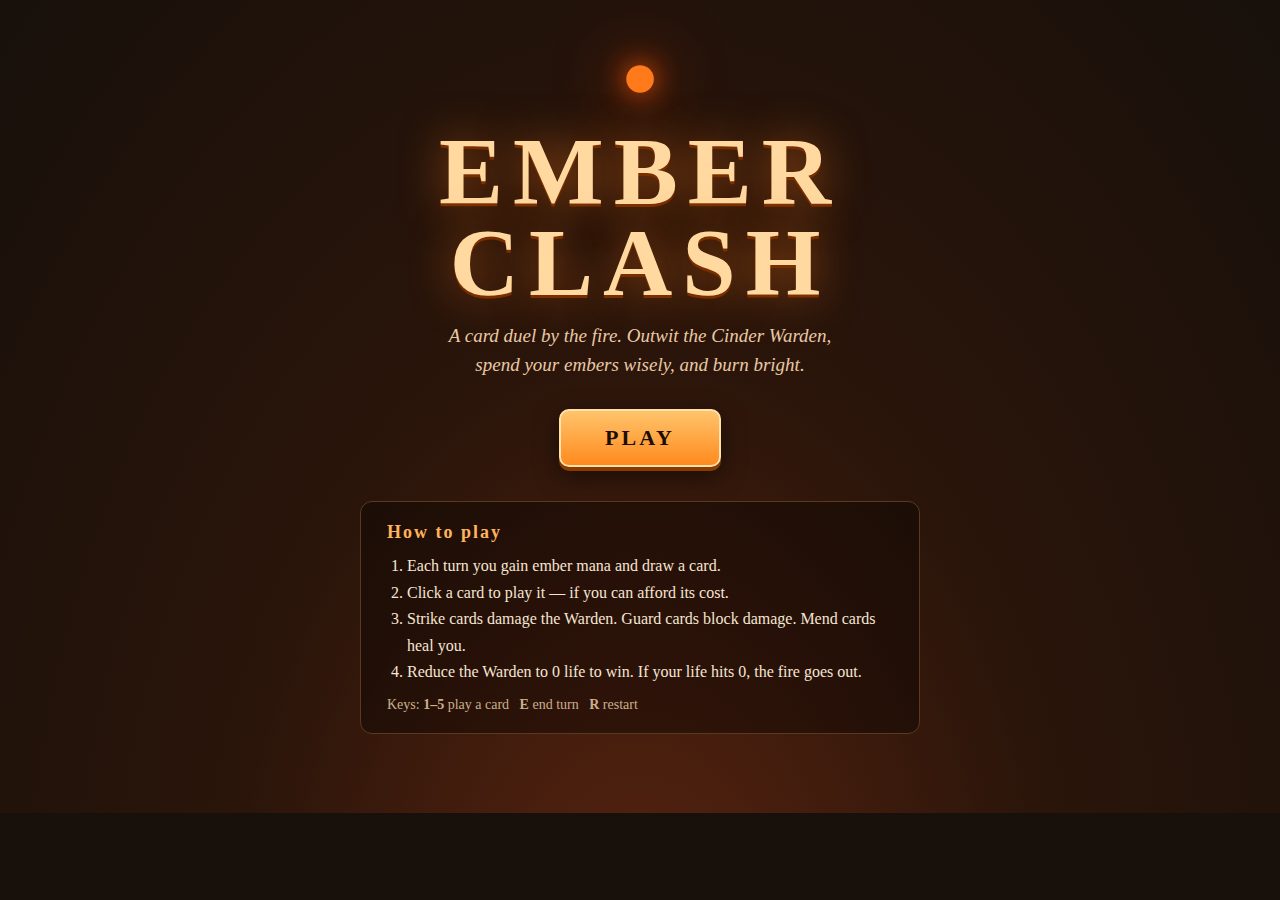 EMBER
CLASH
A card duel by the fire. Outwit the Cinder Warden,
spend your embers wisely, and burn bright.
PLAY
How to play
1. Each turn you gain ember mana and draw a card.
2. Click a card to play it — if you can afford its cost.
3. Strike cards damage the Warden. Guard cards block damage. Mend cards
heal you.
4. Reduce the Warden to 0 life to win. If your life hits 0, the fire goes out.
Keys: 1–5 play a card E end turn R restart